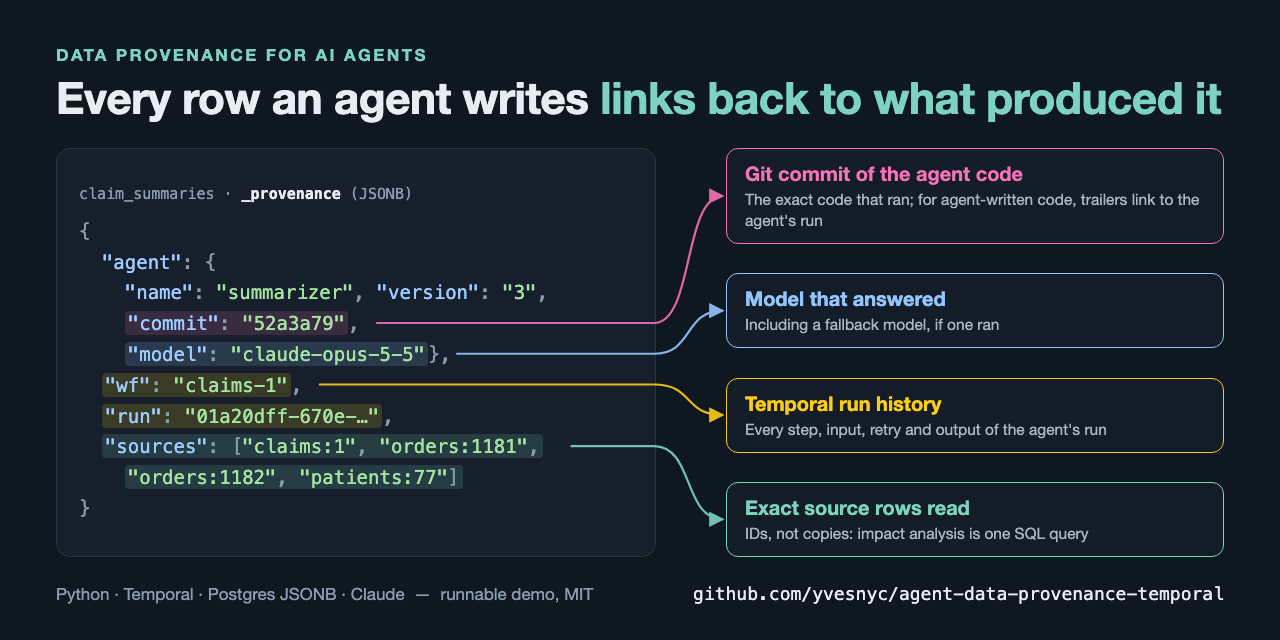 DATA PROVENANCE FOR AI AGENTS
Every row an agent writes links back to what produced it
claim_summaries · _provenance (JSONB)
{
"agent": {
"name": "summarizer", "version": "3",
"commit": "52a3a79",
"model": "claude-opus-5-5"},
"wf": "claims-1",
"run": "01a20dff-670e-…",
"sources": ["claims:1", "orders:1181",
"orders:1182", "patients:77"]
}
Git commit of the agent code
The exact code that ran; for agent-written code, trailers link to the
agent's run
Model that answered
Including a fallback model, if one ran
Temporal run history
Every step, input, retry and output of the agent's run
Exact source rows read
IDs, not copies: impact analysis is one SQL query
Python · Temporal · Postgres JSONB · Claude — runnable demo, MIT
github.com/yvesnyc/agent-data-provenance-temporal